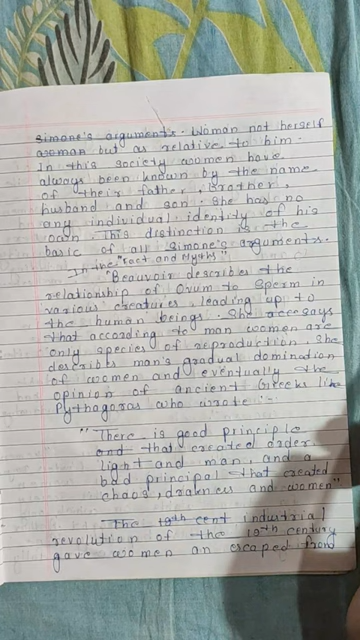 Simone's arguments. Woman not herself
woman but as relative to him.
In this society women have
always been known by the name
of their father, brother,
husband and son. She has no
any individual identity of his
own. This distinction is the
basic of all Simone's arguments.
In the "Fact and Myths"
"Beauvoir describes the
relationship of Ovum to Sperm in
various creatures, leading up to
the human beings. She says
that according to man women are
only species of reproduction, She
describes man's gradual domination
of women and eventually the
opinion of ancient Greeks like
Pythagoras who wrote :-
"There is good principle
and that created order
light and man, and a
bad principal that created
chaos, and women"
The 19th cent industrial
revolution of the 19th century
gave women an escaped from